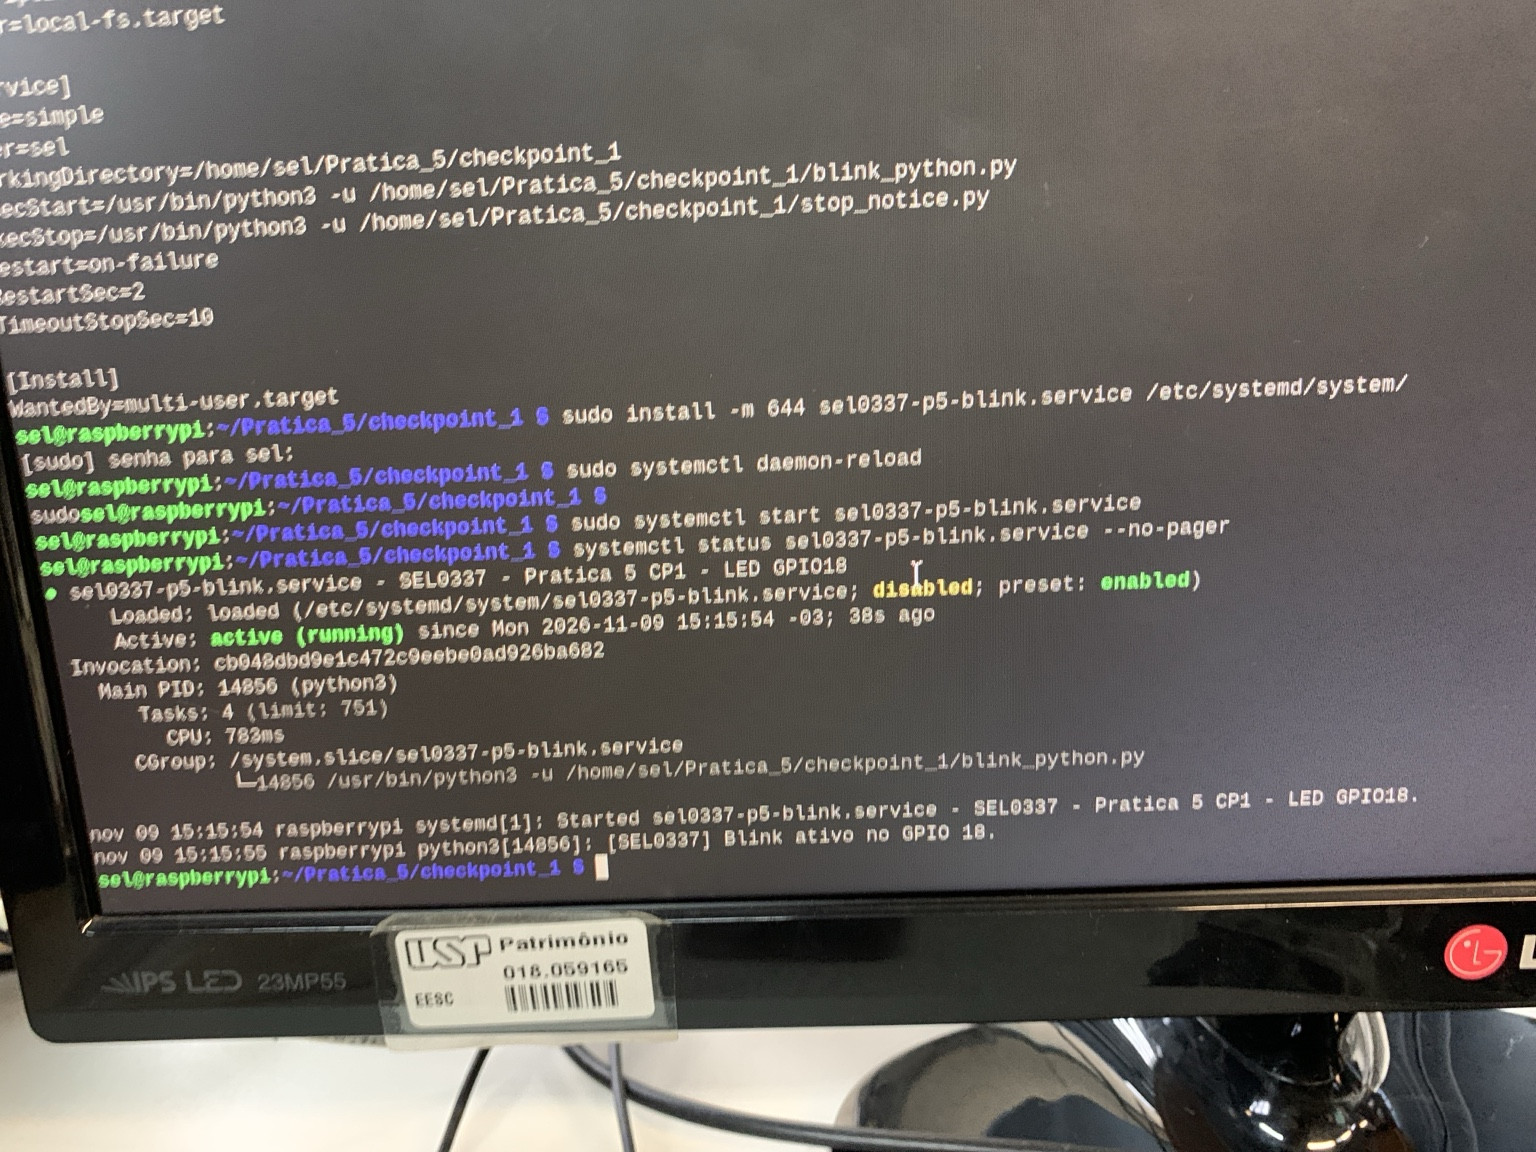 r=local-fs.target
rvice]
e=simple
er=sel
rkingDirectory=/home/sel/Pratica_5/checkpoint_1
ecStart=/usr/bin/python3 -u /home/sel/Pratica_5/checkpoint_1/blink_python.py
xecStop=/usr/bin/python3 -u /home/sel/Pratica_5/checkpoint_1/stop_notice.py
estart=on-failure
RestartSec=2
TimeoutStopSec=10
[Install]
WantedBy=multi-user.target
sel@raspberrypi:~/Pratica_5/checkpoint_1 $ sudo install -m 644 sel0337-p5-blink.service /etc/systemd/system/
[sudo] senha para sel:
sel@raspberrypi:~/Pratica_5/checkpoint_1 $ sudo systemctl daemon-reload
sudosel@raspberrypi:~/Pratica_5/checkpoint_1 $
sel@raspberrypi:~/Pratica_5/checkpoint_1 $ sudo systemctl start sel0337-p5-blink.service
sel@raspberrypi:~/Pratica_5/checkpoint_1 $ systemctl status sel0337-p5-blink.service --no-pager
● sel0337-p5-blink.service - SEL0337 - Pratica 5 CP1 - LED GPIO18
Loaded: loaded (/etc/systemd/system/sel0337-p5-blink.service; disabled; preset: enabled)
Active: active (running) since Mon 2026-11-09 15:15:54 -03; 38s ago
Invocation: cb048dbd9e1c472c9eebe0ad926ba682
Main PID: 14856 (python3)
Tasks: 4 (limit: 751)
CPU: 783ms
CGroup: /system.slice/sel0337-p5-blink.service
└─14856 /usr/bin/python3 -u /home/sel/Pratica_5/checkpoint_1/blink_python.py
nov 09 15:15:54 raspberrypi systemd[1]: Started sel0337-p5-blink.service - SEL0337 - Pratica 5 CP1 - LED GPIO18.
nov 09 15:15:55 raspberrypi python3[14856]: [SEL0337] Blink ativo no GPIO 18.
sel@raspberrypi:~/Pratica_5/checkpoint_1 $
IPS LED 23MP55
USP Patrimônio
018.059165
EESC
LG